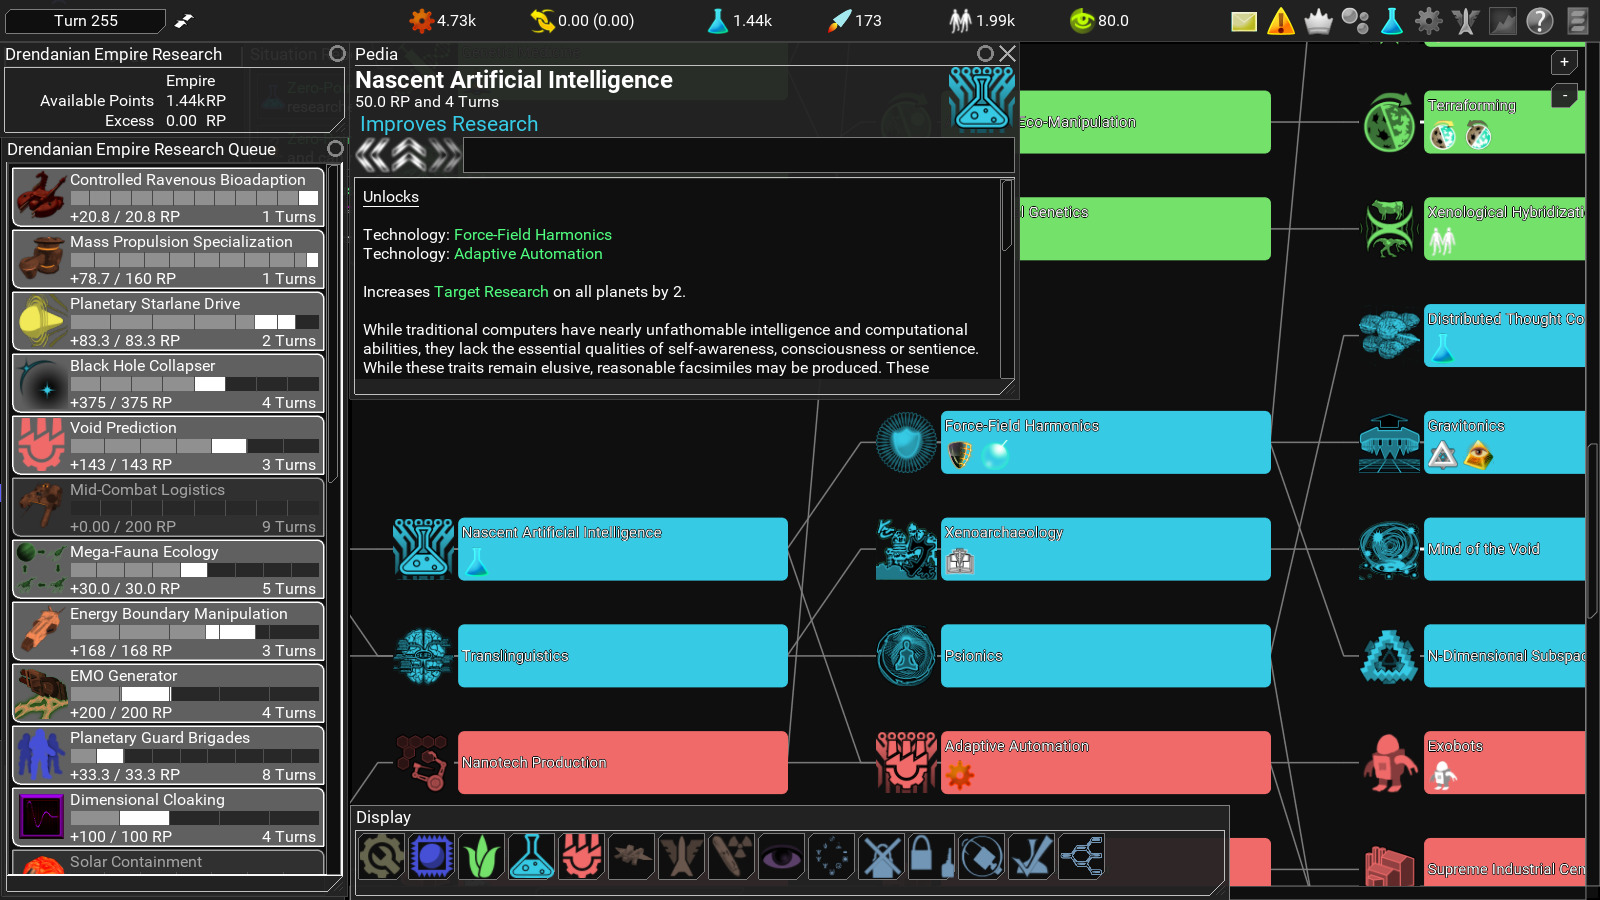 Turn 255
4.73k
0.00 (0.00)
1.44k
173
1.99k
80.0
Drendanian Empire Research
Empire
Available Points 1.44kRP
Excess 0.00 RP
Drendanian Empire Research Queue
Controlled Ravenous Bioadaption
+20.8 / 20.8 RP 1 Turns
Mass Propulsion Specialization
+78.7 / 160 RP 1 Turns
Planetary Starlane Drive
+83.3 / 83.3 RP 2 Turns
Black Hole Collapser
+375 / 375 RP 4 Turns
Void Prediction
+143 / 143 RP 3 Turns
Mid-Combat Logistics
+0.00 / 200 RP 9 Turns
Mega-Fauna Ecology
+30.0 / 30.0 RP 5 Turns
Energy Boundary Manipulation
+168 / 168 RP 3 Turns
EMO Generator
+200 / 200 RP 4 Turns
Planetary Guard Brigades
+33.3 / 33.3 RP 8 Turns
Dimensional Cloaking
+100 / 100 RP 4 Turns
Solar Containment
Pedia
Nascent Artificial Intelligence
50.0 RP and 4 Turns
Improves Research
Unlocks
Technology: Force-Field Harmonics
Technology: Adaptive Automation
Increases Target Research on all planets by 2.
While traditional computers have nearly unfathomable intelligence and computational
abilities, they lack the essential qualities of self-awareness, consciousness or sentience.
While these traits remain elusive, reasonable facsimiles may be produced. These
+
-
Eco-Manipulation
Terraforming
l Genetics
Xenological Hybridizati
Distributed Thought Co
Force-Field Harmonics
Gravitonics
Nascent Artificial Intelligence
Xenoarchaeology
Mind of the Void
Translinguistics
Psionics
N-Dimensional Subspac
Nanotech Production
Adaptive Automation
Exobots
Supreme Industrial Cen
Display